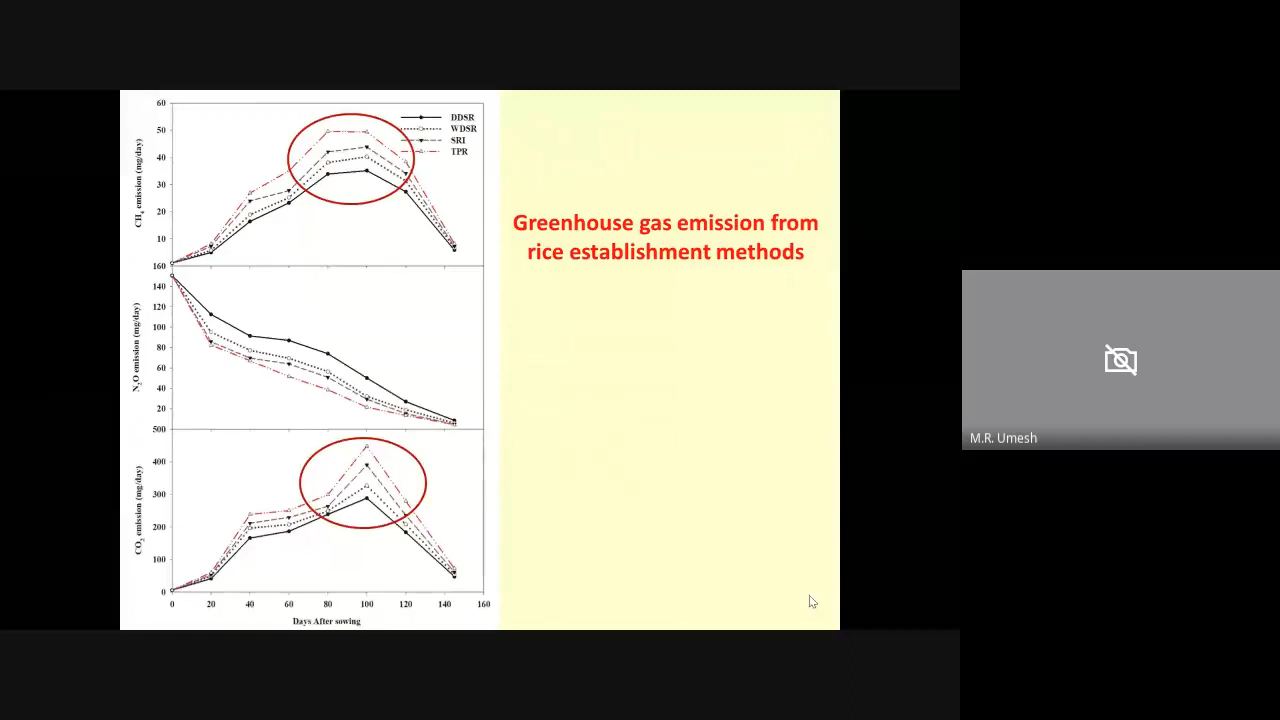 60
50
40
30
20
10
CH4 emission (mg/day)
DDSR
WDSR
SRI
TPR
Greenhouse gas emission from
rice establishment methods
160
140
120
100
80
60
40
20
N2O emission (mg/day)
500
400
300
200
100
0
CO2 emission (mg/day)
0 20 40 60 80 100 120 140 160
Days After sowing
M.R. Umesh